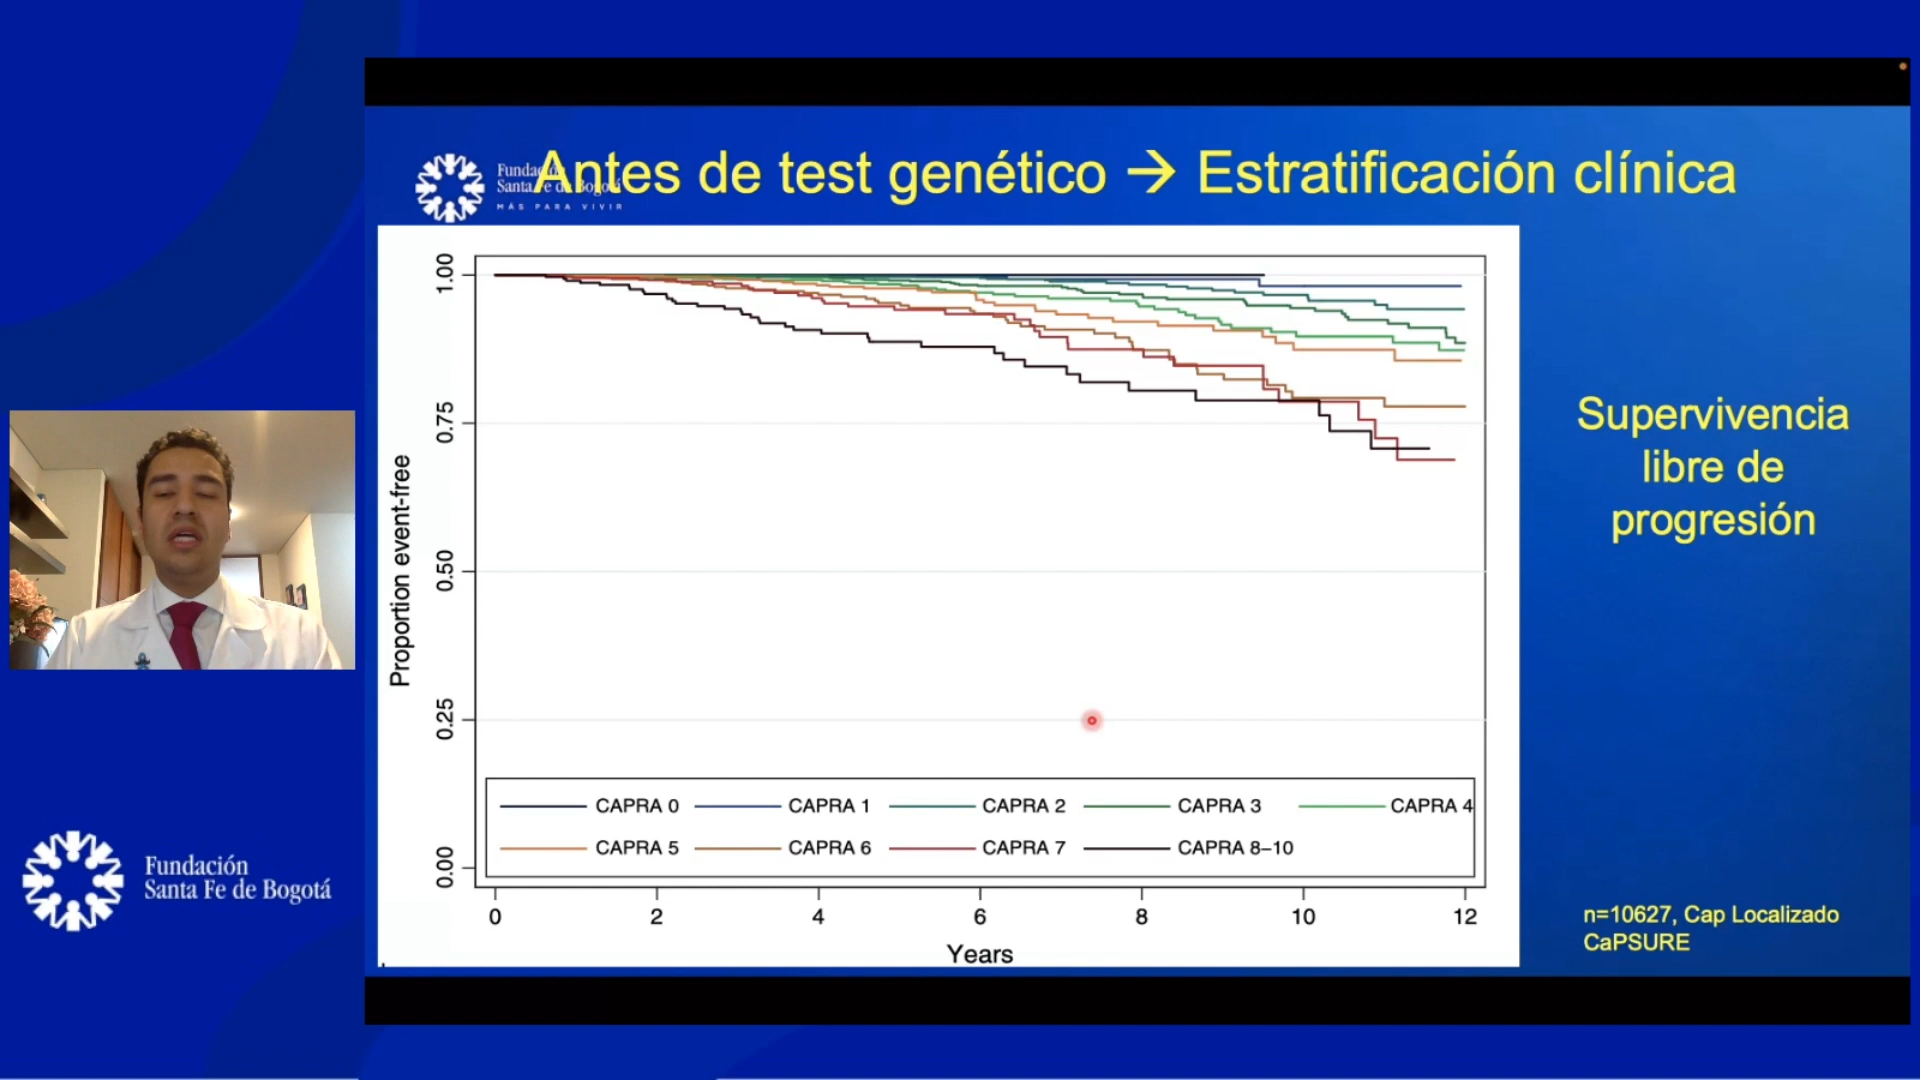 Fundación
Santa Fe de Bogotá
MÁS PARA VIVIR
Antes de test genético → Estratificación clínica
1.00
0.75
0.50
0.25
0.00
Proportion event-free
CAPRA 0 CAPRA 1 CAPRA 2 CAPRA 3 CAPRA 4
CAPRA 5 CAPRA 6 CAPRA 7 CAPRA 8–10
0 2 4 6 8 10 12
Years
Supervivencia
libre de
progresión
n=10627, Cap Localizado
CaPSURE
Fundación
Santa Fe de Bogotá